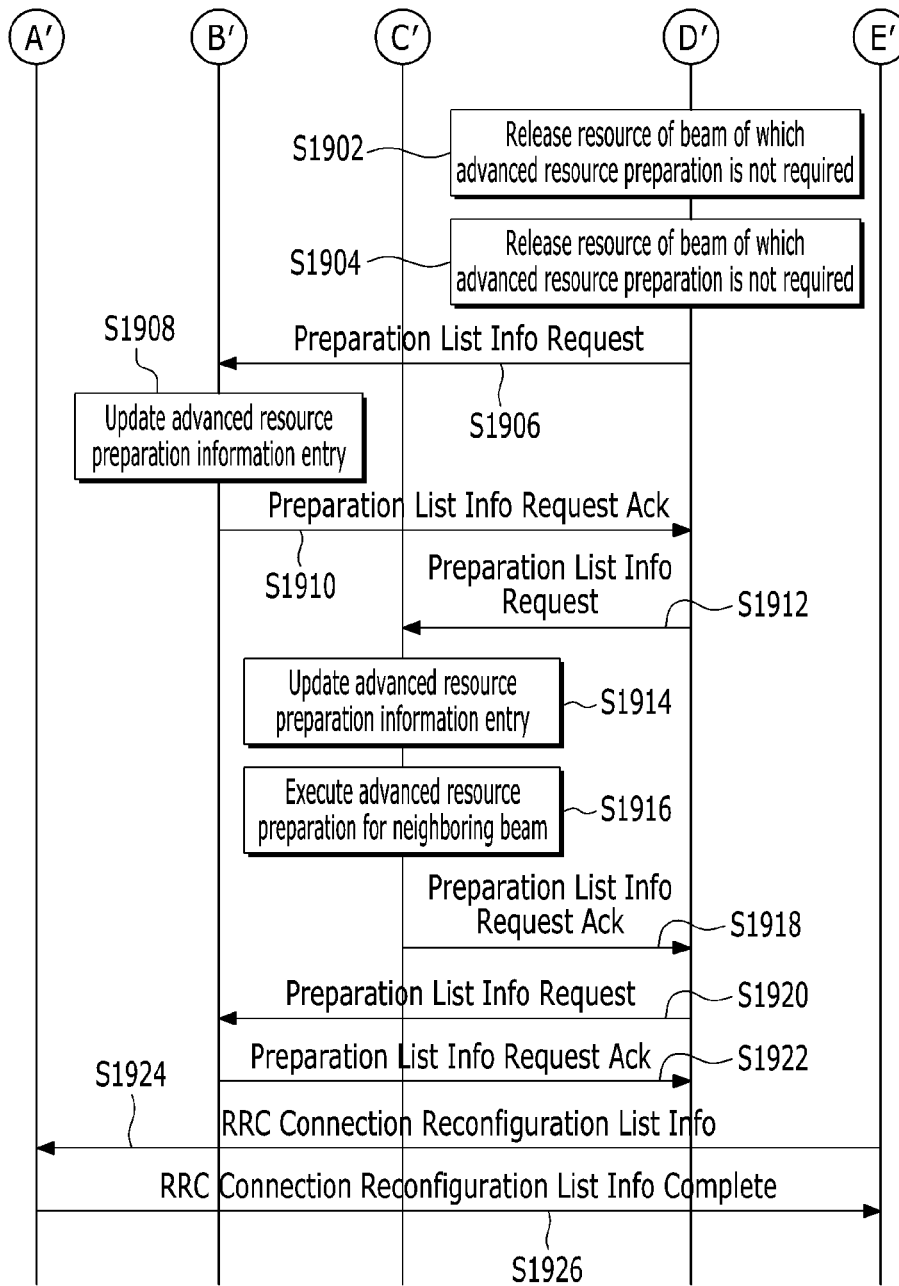 A′ B′ C′ D′ E′
S1902
Release resource of beam of which
advanced resource preparation is not required
S1904
Release resource of beam of which
advanced resource preparation is not required
S1908
Preparation List Info Request
S1906
Update advanced resource
preparation information entry
Preparation List Info Request Ack
S1910
Preparation List Info
Request
S1912
Update advanced resource
preparation information entry
S1914
Execute advanced resource
preparation for neighboring beam
S1916
Preparation List Info
Request Ack
S1918
Preparation List Info Request
S1920
Preparation List Info Request Ack
S1922
S1924
RRC Connection Reconfiguration List Info
RRC Connection Reconfiguration List Info Complete
S1926